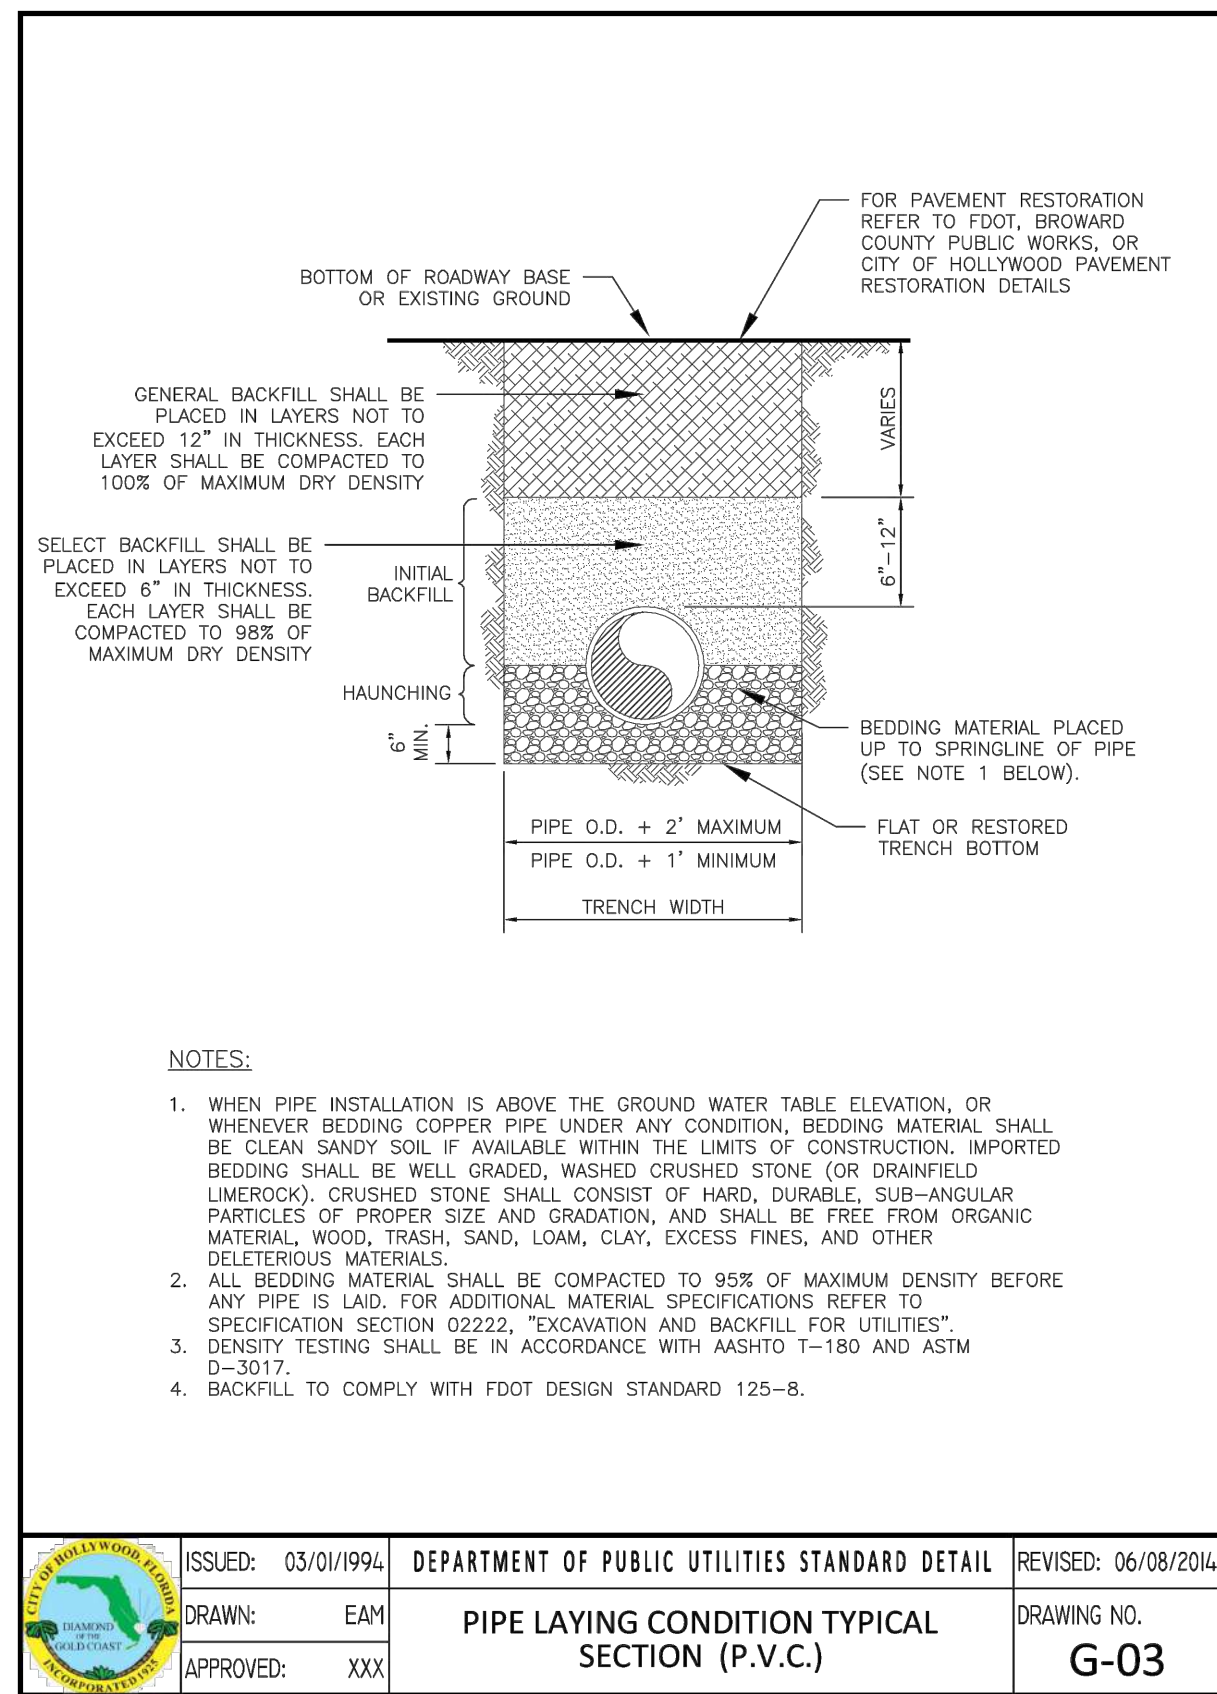 FOR PAVEMENT RESTORATION
REFER TO FDOT, BROWARD
COUNTY PUBLIC WORKS, OR
CITY OF HOLLYWOOD PAVEMENT
RESTORATION DETAILS
BOTTOM OF ROADWAY BASE
OR EXISTING GROUND
GENERAL BACKFILL SHALL BE
PLACED IN LAYERS NOT TO
EXCEED 12" IN THICKNESS. EACH
LAYER SHALL BE COMPACTED TO
100% OF MAXIMUM DRY DENSITY
VARIES
SELECT BACKFILL SHALL BE
PLACED IN LAYERS NOT TO
EXCEED 6" IN THICKNESS.
EACH LAYER SHALL BE
COMPACTED TO 98% OF
MAXIMUM DRY DENSITY
INITIAL
BACKFILL
6"-12"
HAUNCHING
6"
MIN.
BEDDING MATERIAL PLACED
UP TO SPRINGLINE OF PIPE
(SEE NOTE 1 BELOW).
FLAT OR RESTORED
TRENCH BOTTOM
PIPE O.D. + 2' MAXIMUM
PIPE O.D. + 1' MINIMUM
TRENCH WIDTH
NOTES:
1. WHEN PIPE INSTALLATION IS ABOVE THE GROUND WATER TABLE ELEVATION, OR
WHENEVER BEDDING COPPER PIPE UNDER ANY CONDITION, BEDDING MATERIAL SHALL
BE CLEAN SANDY SOIL IF AVAILABLE WITHIN THE LIMITS OF CONSTRUCTION. IMPORTED
BEDDING SHALL BE WELL GRADED, WASHED CRUSHED STONE (OR DRAINFIELD
LIMEROCK). CRUSHED STONE SHALL CONSIST OF HARD, DURABLE, SUB-ANGULAR
PARTICLES OF PROPER SIZE AND GRADATION, AND SHALL BE FREE FROM ORGANIC
MATERIAL, WOOD, TRASH, SAND, LOAM, CLAY, EXCESS FINES, AND OTHER
DELETERIOUS MATERIALS.
2. ALL BEDDING MATERIAL SHALL BE COMPACTED TO 95% OF MAXIMUM DENSITY BEFORE
ANY PIPE IS LAID. FOR ADDITIONAL MATERIAL SPECIFICATIONS REFER TO
SPECIFICATION SECTION 02222, "EXCAVATION AND BACKFILL FOR UTILITIES".
3. DENSITY TESTING SHALL BE IN ACCORDANCE WITH AASHTO T-180 AND ASTM
D-3017.
4. BACKFILL TO COMPLY WITH FDOT DESIGN STANDARD 125-8.
CITY OF HOLLYWOOD, FLORIDA
DIAMOND
OF THE
GOLD COAST
INCORPORATED 1925
ISSUED: 03/01/1994
DRAWN: EAM
APPROVED: XXX
DEPARTMENT OF PUBLIC UTILITIES STANDARD DETAIL
PIPE LAYING CONDITION TYPICAL
SECTION (P.V.C.)
REVISED: 06/08/2014
DRAWING NO.
G-03